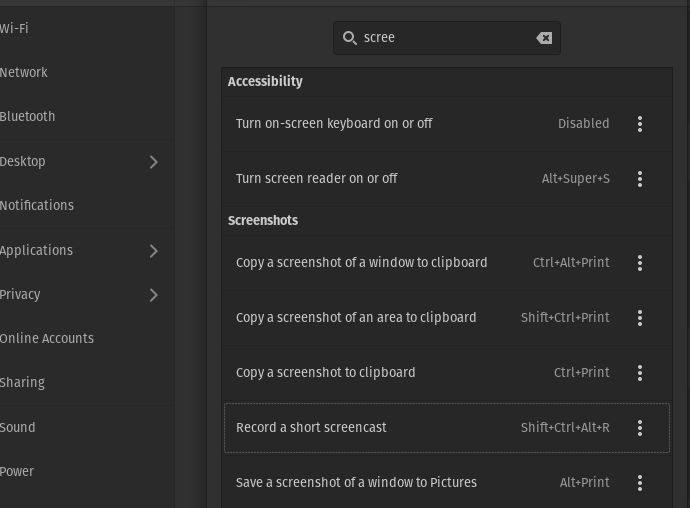 Wi-Fi
Network
Bluetooth
Desktop
Notifications
Applications
Privacy
Online Accounts
Sharing
Sound
Power
scree
Accessibility
Turn on-screen keyboard on or off Disabled
Turn screen reader on or off Alt+Super+S
Screenshots
Copy a screenshot of a window to clipboard Ctrl+Alt+Print
Copy a screenshot of an area to clipboard Shift+Ctrl+Print
Copy a screenshot to clipboard Ctrl+Print
Record a short screencast Shift+Ctrl+Alt+R
Save a screenshot of a window to Pictures Alt+Print